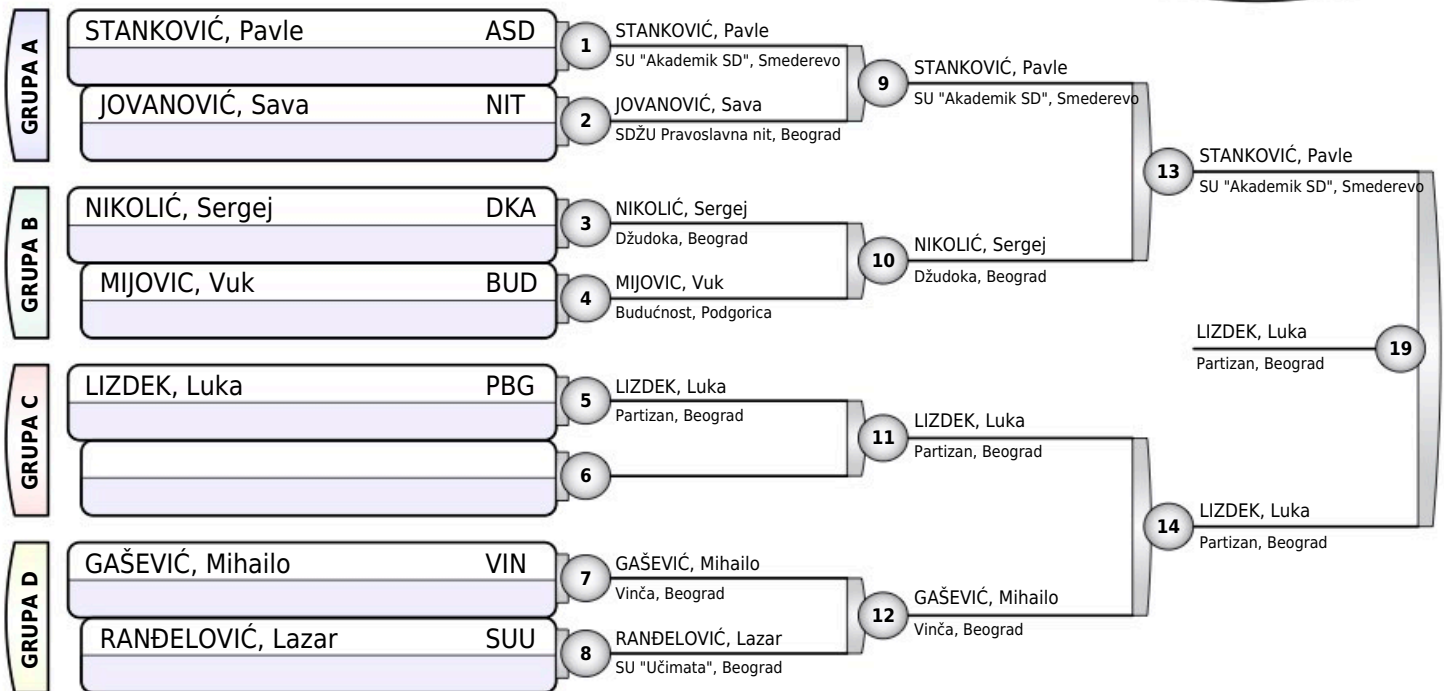 GRUPA A
STANKOVIĆ, Pavle ASD
JOVANOVIĆ, Sava NIT
1
STANKOVIĆ, Pavle
SU "Akademik SD", Smederevo
2
JOVANOVIĆ, Sava
SDŽU Pravoslavna nit, Beograd
9
STANKOVIĆ, Pavle
SU "Akademik SD", Smederevo
GRUPA B
NIKOLIĆ, Sergej DKA
MIJOVIC, Vuk BUD
3
NIKOLIĆ, Sergej
Džudoka, Beograd
4
MIJOVIC, Vuk
Budućnost, Podgorica
10
NIKOLIĆ, Sergej
Džudoka, Beograd
13
STANKOVIĆ, Pavle
SU "Akademik SD", Smederevo
GRUPA C
LIZDEK, Luka PBG
5
LIZDEK, Luka
Partizan, Beograd
6
11
LIZDEK, Luka
Partizan, Beograd
GRUPA D
GAŠEVIĆ, Mihailo VIN
RANĐELOVIĆ, Lazar SUU
7
GAŠEVIĆ, Mihailo
Vinča, Beograd
8
RANĐELOVIĆ, Lazar
SU "Učimata", Beograd
12
GAŠEVIĆ, Mihailo
Vinča, Beograd
14
LIZDEK, Luka
Partizan, Beograd
LIZDEK, Luka
Partizan, Beograd
19